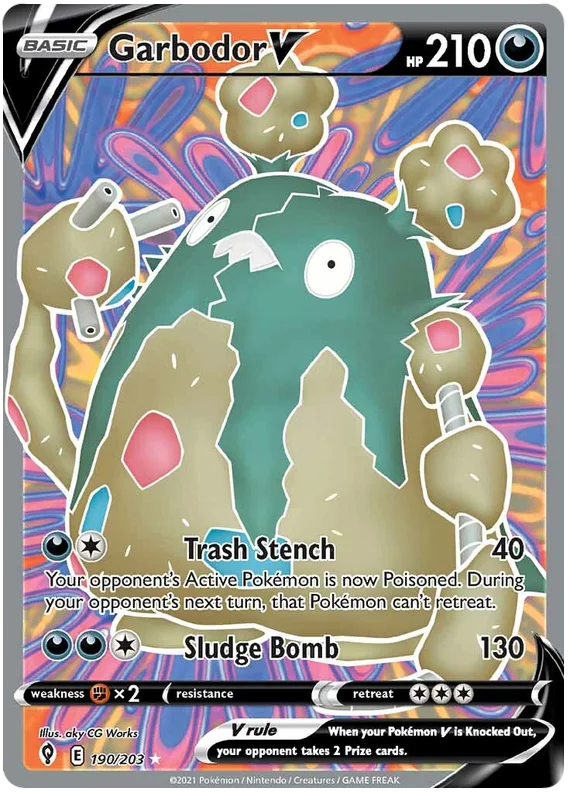 BASIC Garbodor V HP 210
Trash Stench 40
Your opponent's Active Pokémon is now Poisoned. During
your opponent's next turn, that Pokémon can't retreat.
Sludge Bomb 130
weakness ×2 resistance retreat
Illus. aky CG Works
V rule When your Pokémon V is Knocked Out,
your opponent takes 2 Prize cards.
E 190/203
©2021 Pokémon / Nintendo / Creatures / GAME FREAK